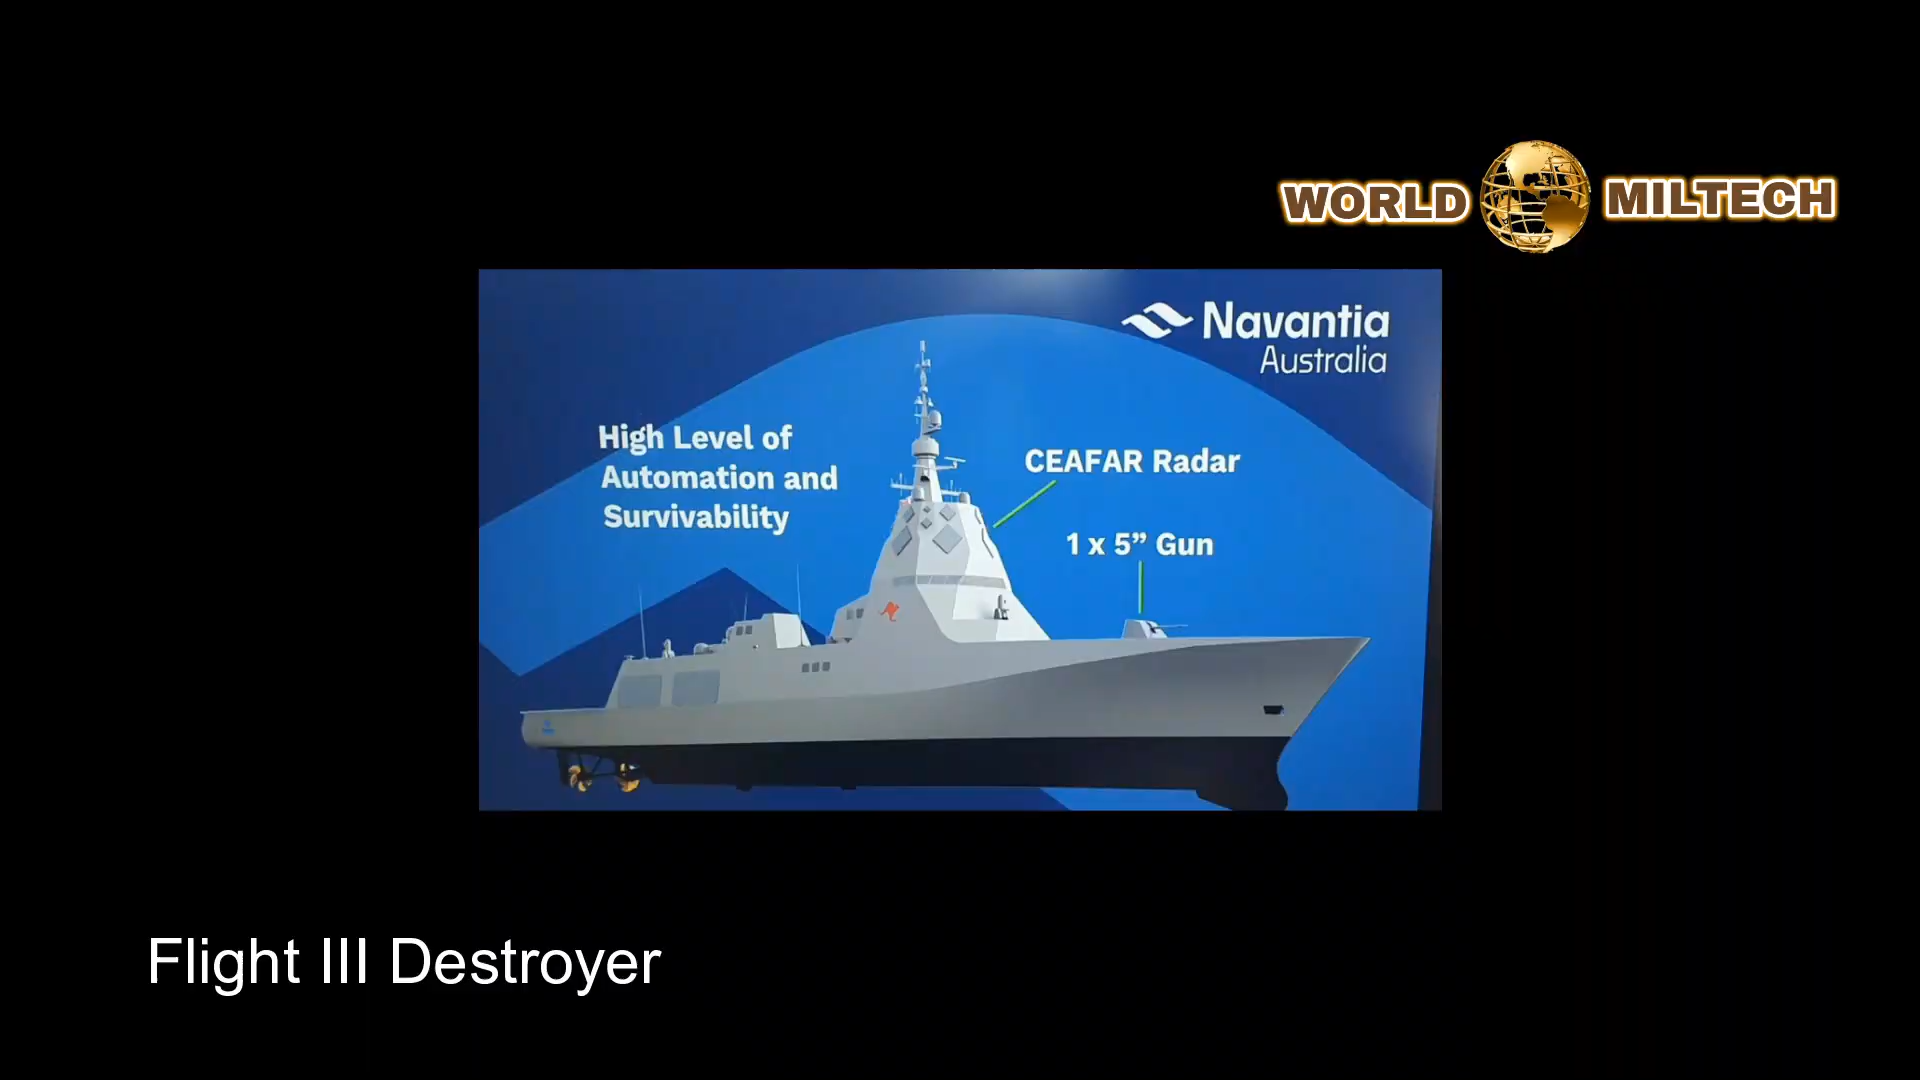 WORLD MILTECH
Navantia
Australia
High Level of
Automation and
Survivability
CEAFAR Radar
1 x 5” Gun
Flight III Destroyer